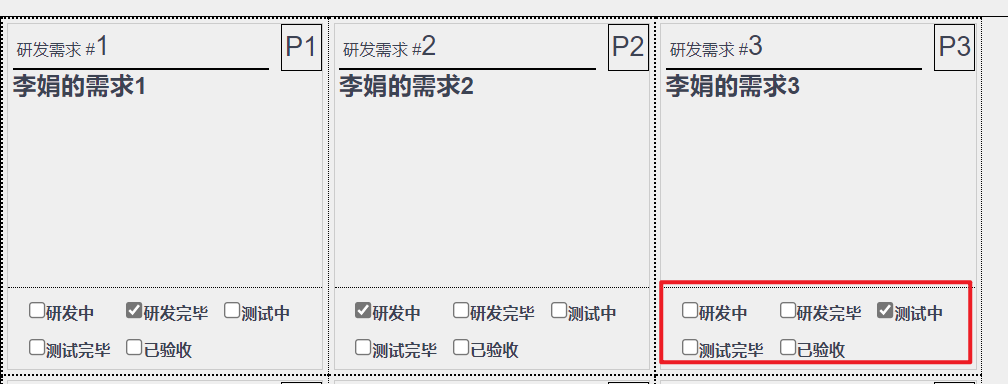 研发需求 #1 P1
李娟的需求1
研发中 研发完毕 测试中
测试完毕 已验收
研发需求 #2 P2
李娟的需求2
研发中 研发完毕 测试中
测试完毕 已验收
研发需求 #3 P3
李娟的需求3
研发中 研发完毕 测试中
测试完毕 已验收